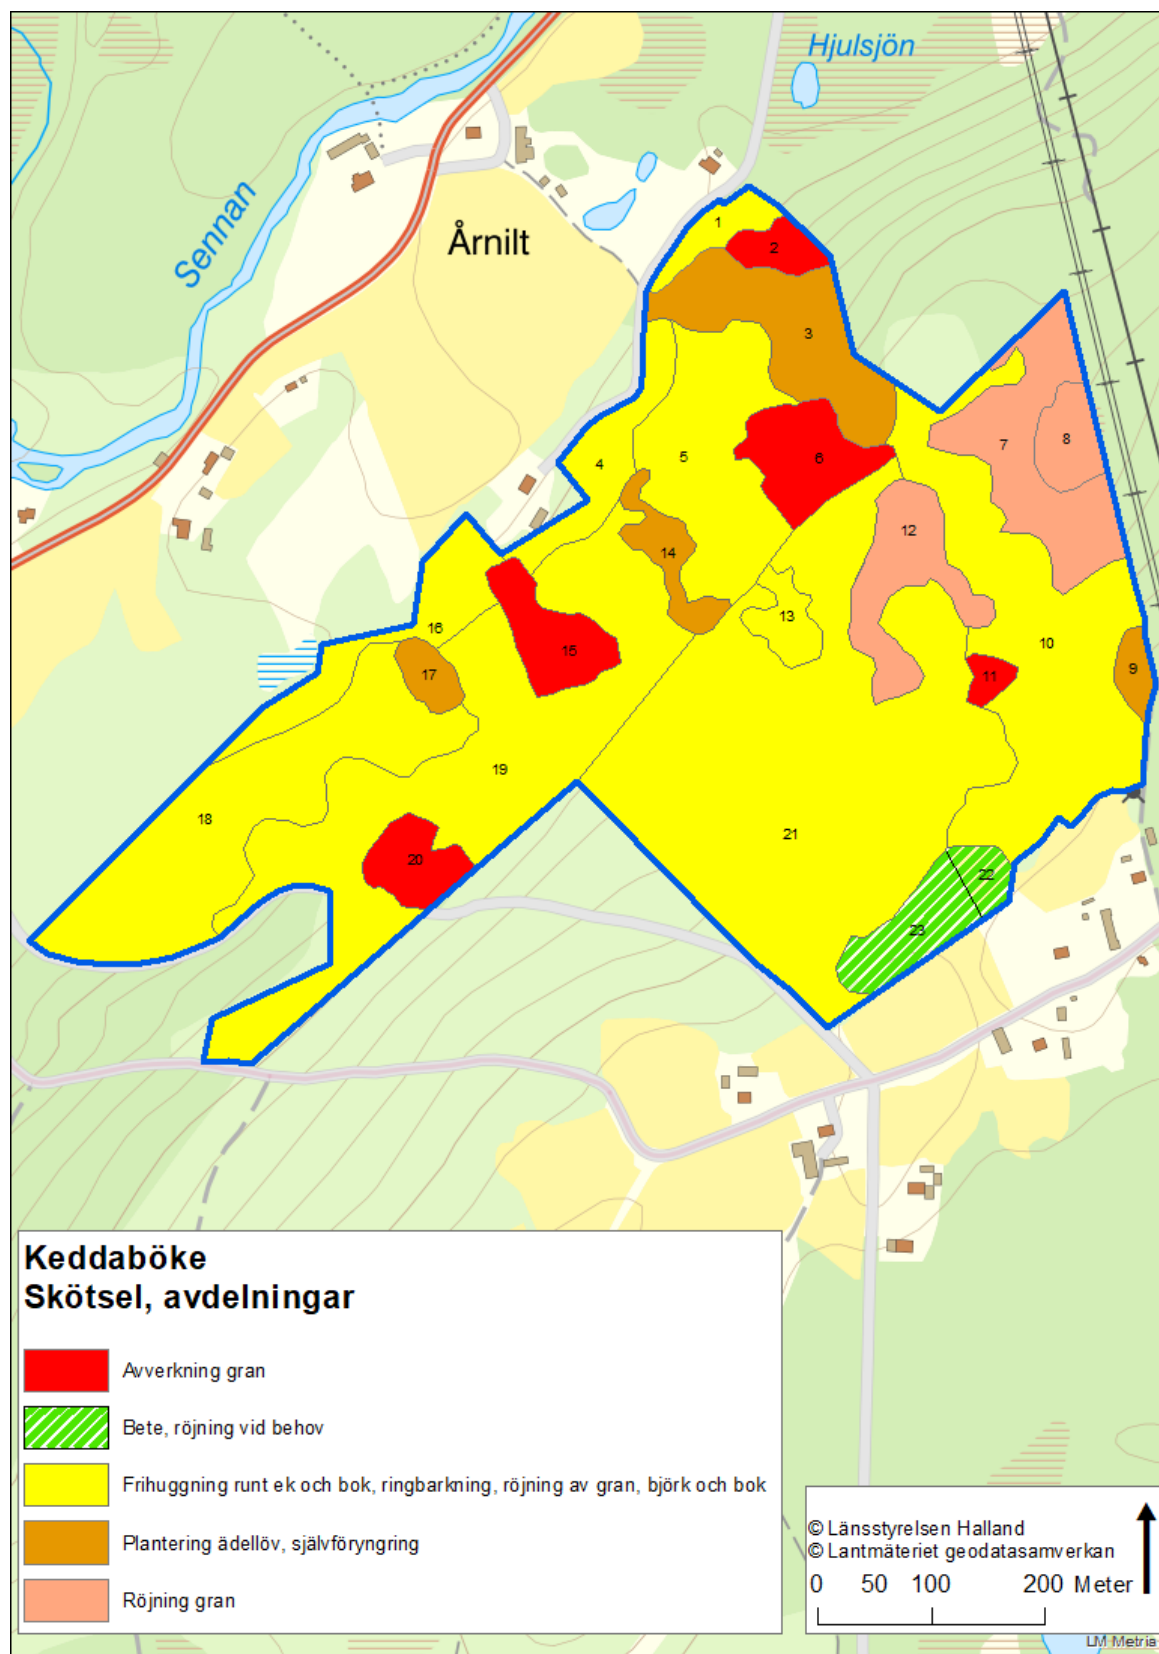 Hjulsjön
Sennan
Årnilt
1
2
3
4
5
6
7
8
9
10
11
12
13
14
15
16
17
18
19
20
21
22
23
Keddaböke
Skötsel, avdelningar
Avverkning gran
Bete, röjning vid behov
Frihuggning runt ek och bok, ringbarkning, röjning av gran, björk och bok
Plantering ädellöv, självföryngring
Röjning gran
© Länsstyrelsen Halland
© Lantmäteriet geodatasamverkan
0 50 100 200 Meter
LM Metria